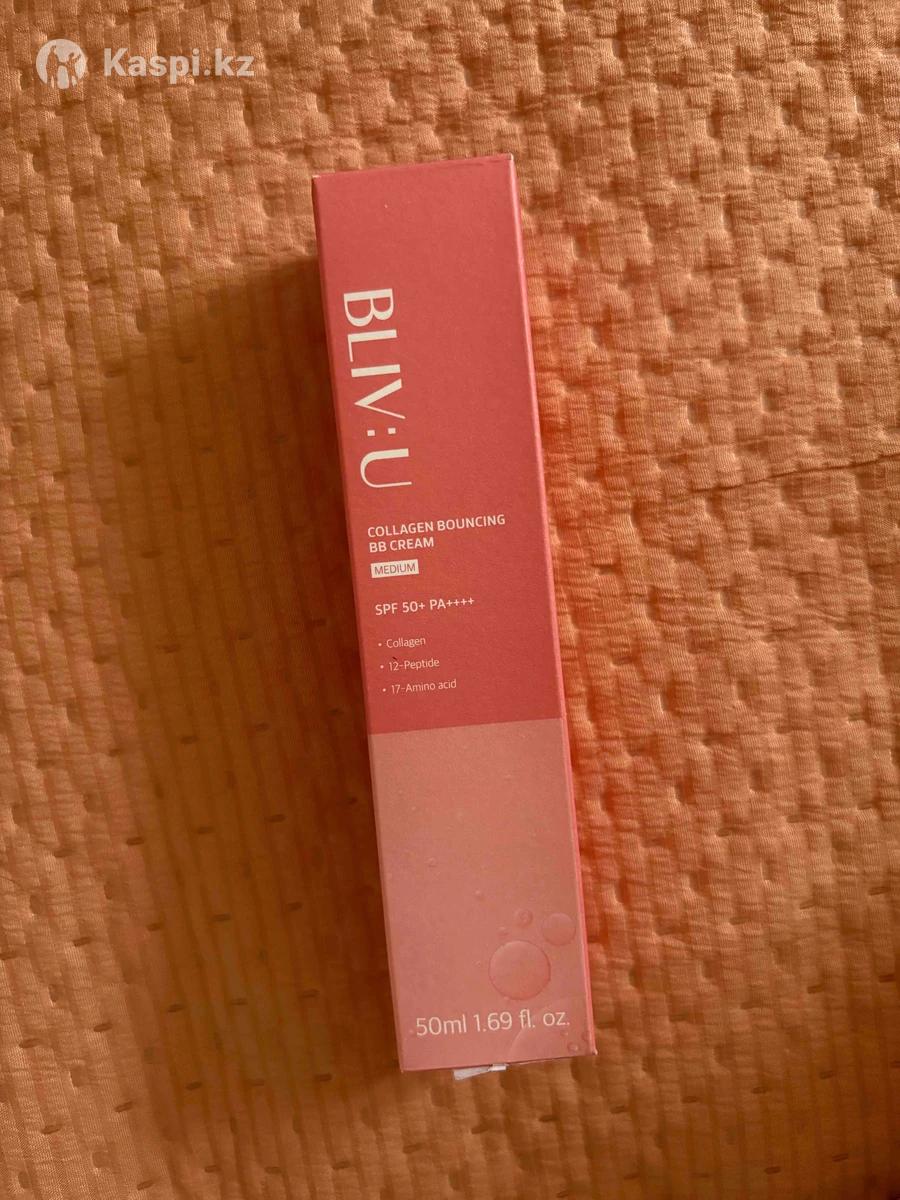 Kaspi.kz
BLIV:U
COLLAGEN BOUNCING
BB CREAM
MEDIUM
SPF 50+ PA++++
• Collagen
• 12-Peptide
• 17-Amino acid
50ml 1.69 fl. oz.